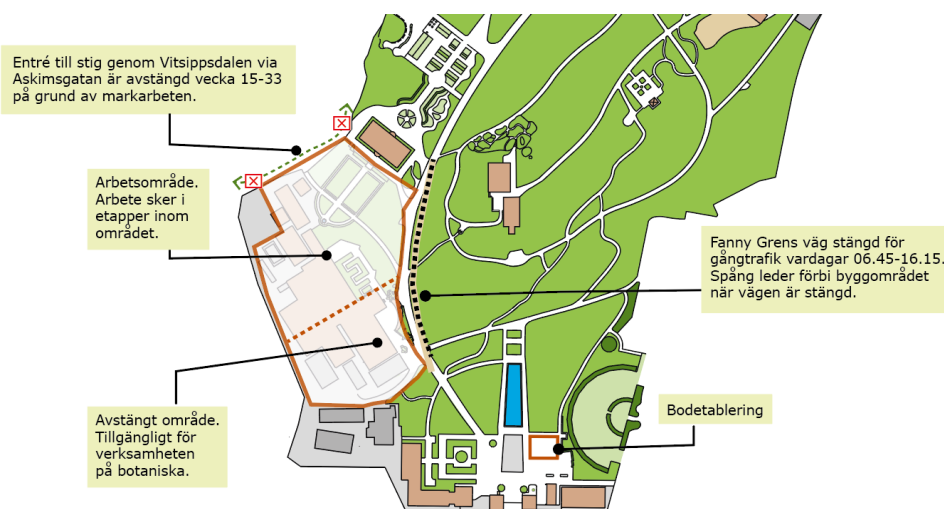 Entré till stig genom Vitsippsdalen via
Askimsgatan är avstängd vecka 15-33
på grund av markarbeten.
Arbetsområde.
Arbete sker i
etapper inom
området.
Fanny Grens väg stängd för
gångtrafik vardagar 06.45-16.15.
Spång leder förbi byggområdet
när vägen är stängd.
Avstängt område.
Tillgängligt för
verksamheten
på botaniska.
Bodetablering